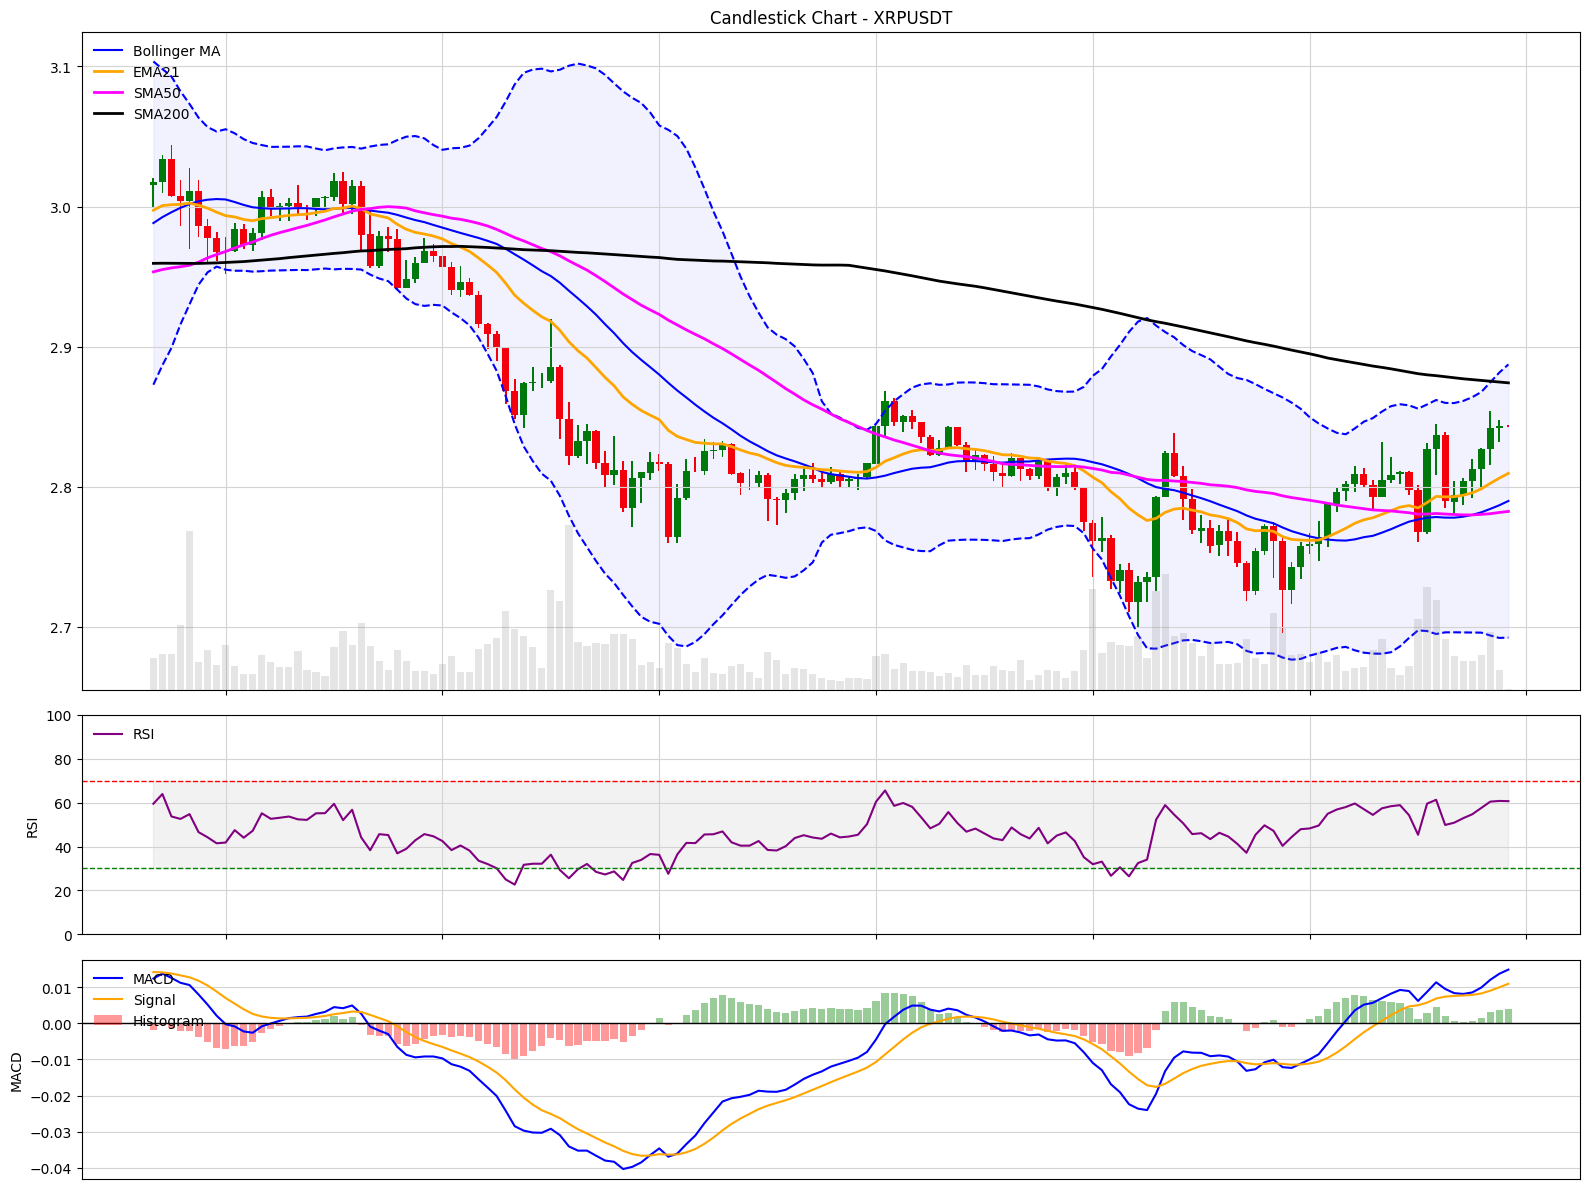 Candlestick Chart - XRPUSDT
Bollinger MA
EMA21
SMA50
SMA200
3.1
3.0
2.9
2.8
2.7
RSI
100
80
60
40
20
0
RSI
MACD
Signal
Histogram
0.01
0.00
−0.01
−0.02
−0.03
−0.04
MACD